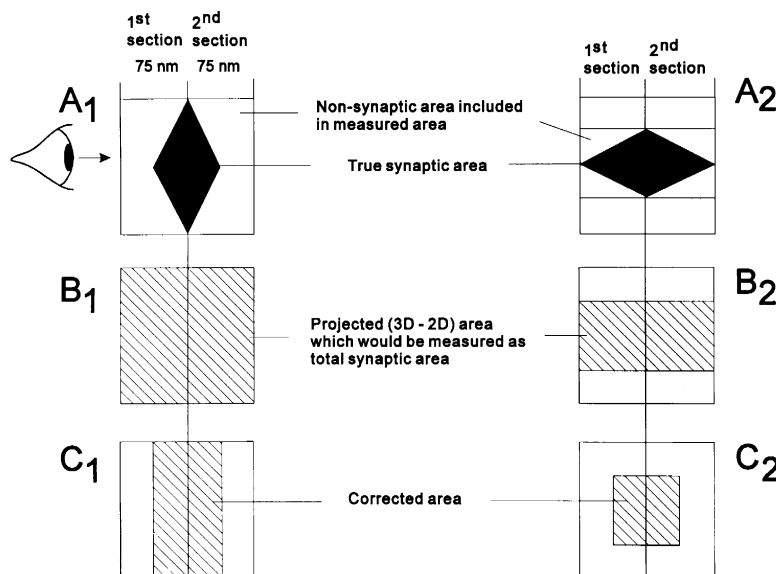 1st 2nd
section section
75 nm 75 nm
A1
Non-synaptic area included
in measured area
True synaptic area
1st 2nd
section section
A2
B1
Projected (3D - 2D) area
which would be measured as
total synaptic area
B2
C1
Corrected area
C2